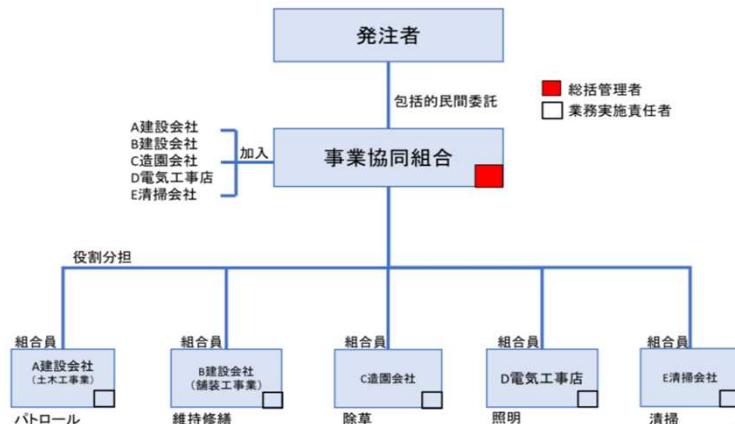 発注者
包括的民間委託
総括管理者
業務実施責任者
A建設会社
B建設会社
C造園会社
D電気工事店
E清掃会社
加入
事業協同組合
役割分担
組合員
A建設会社
(土木工事業)
パトロール
組合員
B建設会社
(舗装工事業)
維持修繕
組合員
C造園会社
除草
組合員
D電気工事店
照明
組合員
E清掃会社
清掃